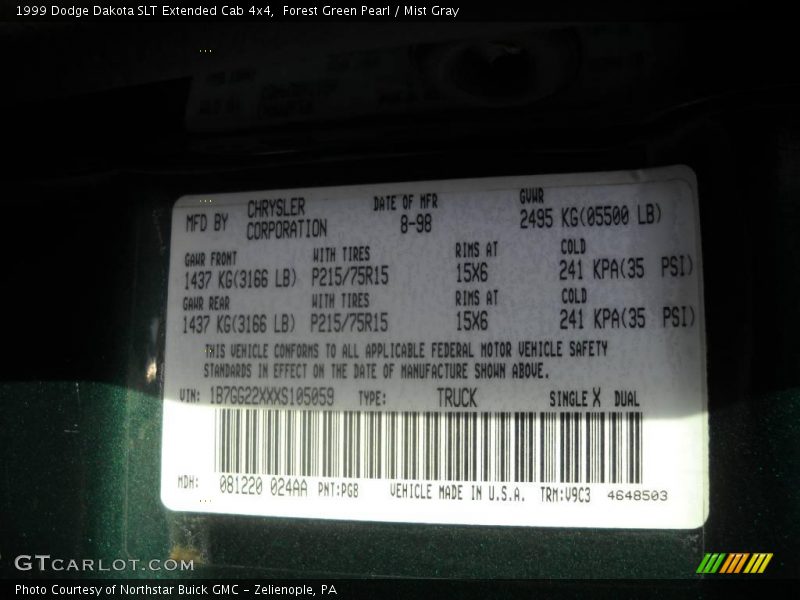 1999 Dodge Dakota SLT Extended Cab 4x4,  Forest Green Pearl / Mist Gray
MFD BY CHRYSLER CORPORATION DATE OF MFR 8-98 GVWR 2495 KG(05500 LB)
GAWR FRONT WITH TIRES RIMS AT COLD
1437 KG(3166 LB) P215/75R15 15X6 241 KPA(35 PSI)
GAWR REAR WITH TIRES RIMS AT COLD
1437 KG(3166 LB) P215/75R15 15X6 241 KPA(35 PSI)
THIS VEHICLE CONFORMS TO ALL APPLICABLE FEDERAL MOTOR VEHICLE SAFETY
STANDARDS IN EFFECT ON THE DATE OF MANUFACTURE SHOWN ABOVE.
VIN: 1B7GG22XXXS105059 TYPE: TRUCK SINGLE X DUAL
MDH: 081220 024AA PNT:PG8 VEHICLE MADE IN U.S.A. TRM:V9C3 4648503
GTCARLOT.COM
Photo Courtesy of Northstar Buick GMC - Zelienople, PA